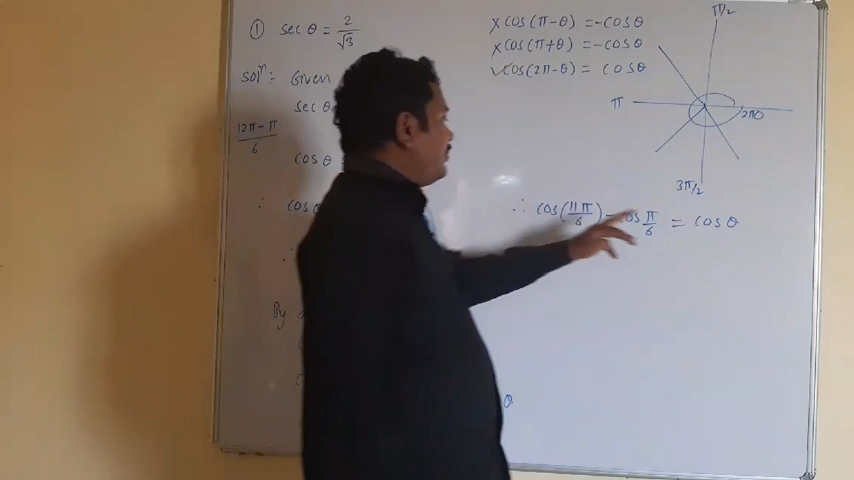 ① sec θ = 2/√3
Solⁿ: Given
sec θ
(12π-π)/6
cos θ =
∴ cos
∴
By
x cos(π-θ) = -cos θ
x cos(π+θ) = -cos θ
✓cos(2π-θ) = cos θ
π/2
π
2π0
3π/2
∴ cos(11π/6) = cos π/6 = cos θ
θ